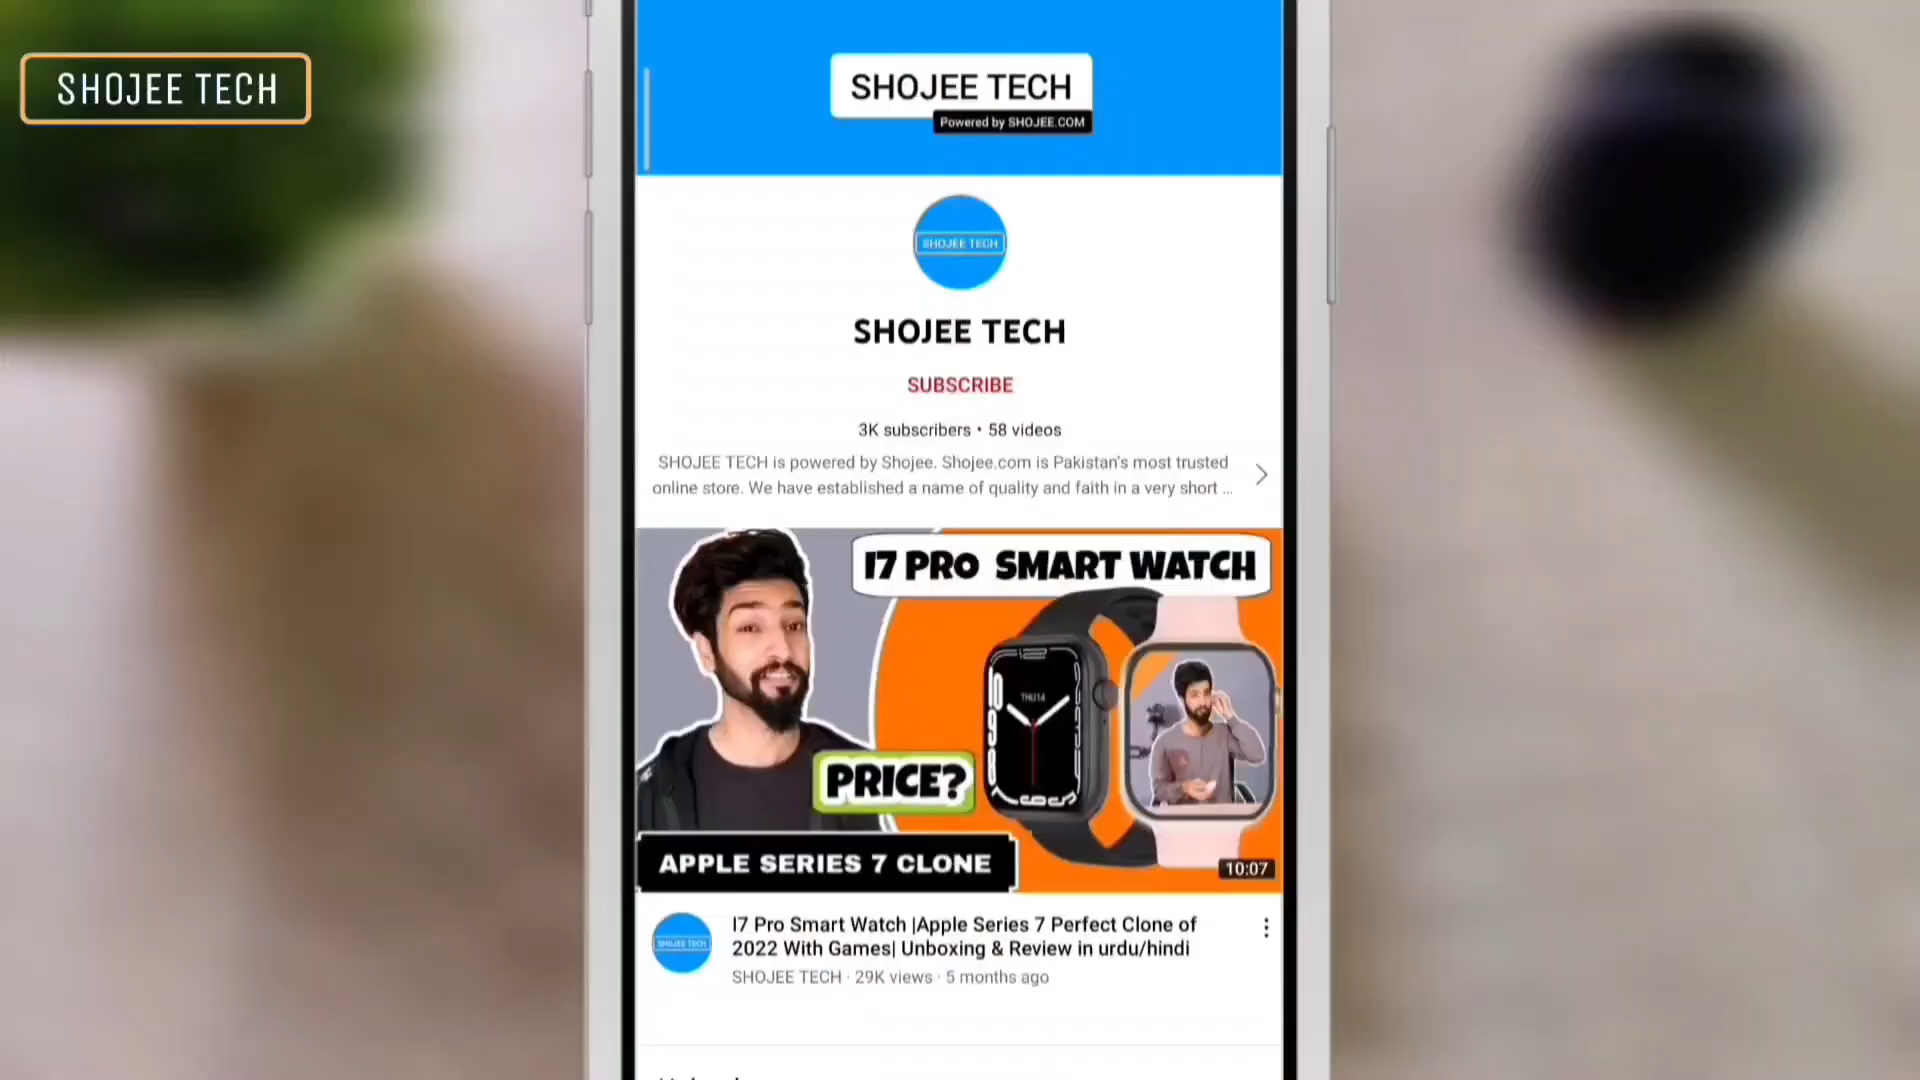 SHOJEE TECH
SHOJEE TECH
Powered by SHOJEE.COM
SHOJEE TECH
SHOJEE TECH
SUBSCRIBE
3K subscribers • 58 videos
SHOJEE TECH is powered by Shojee. Shojee.com is Pakistan's most trusted
online store. We have established a name of quality and faith in a very short ...
I7 PRO SMART WATCH
THU 14
PRICE?
APPLE SERIES 7 CLONE
10:07
SHOJEE TECH
I7 Pro Smart Watch |Apple Series 7 Perfect Clone of
2022 With Games| Unboxing & Review in urdu/hindi
SHOJEE TECH · 29K views · 5 months ago